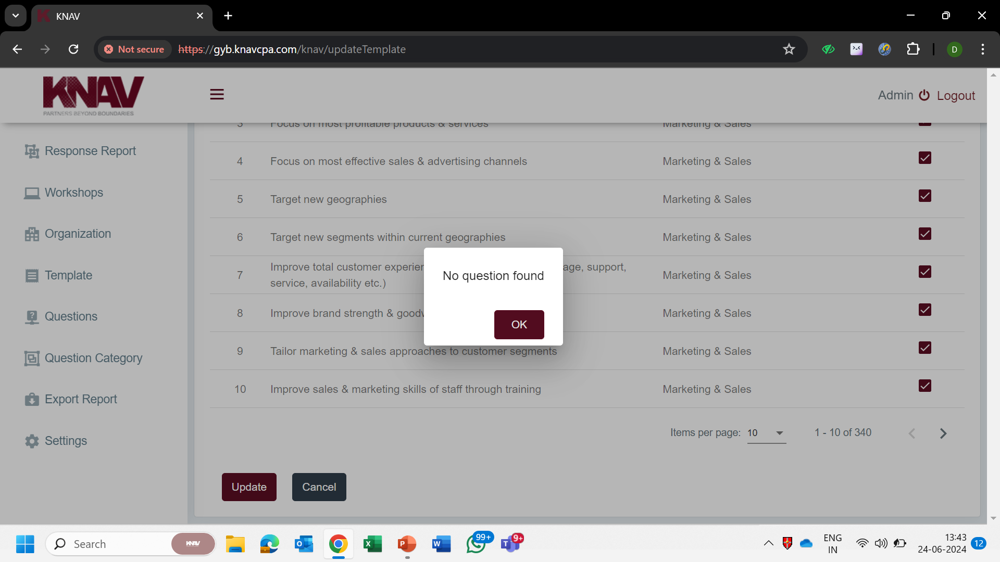 KNAV
Not secure
https://gyb.knavcpa.com/knav/updateTemplate
D
KNAV
PARTNERS BEYOND BOUNDARIES
Admin
Logout
3 Focus on most profitable products & services Marketing & Sales
Response Report
4 Focus on most effective sales & advertising channels Marketing & Sales
Workshops
5 Target new geographies Marketing & Sales
Organization
6 Target new segments within current geographies Marketing & Sales
Template
7 Improve total customer age, support, Marketing & Sales
service, availability etc.)
No question found
OK
Questions
8 Improve brand strength & Marketing & Sales
9 Tailor marketing & sales approaches to customer segments Marketing & Sales
Question Category
10 Improve sales & marketing skills of staff through training Marketing & Sales
Export Report
Items per page: 10 1 - 10 of 340
Settings
Update
Cancel
Search
KNAV
99+
9+
ENG
IN
13:43
24-06-2024
12